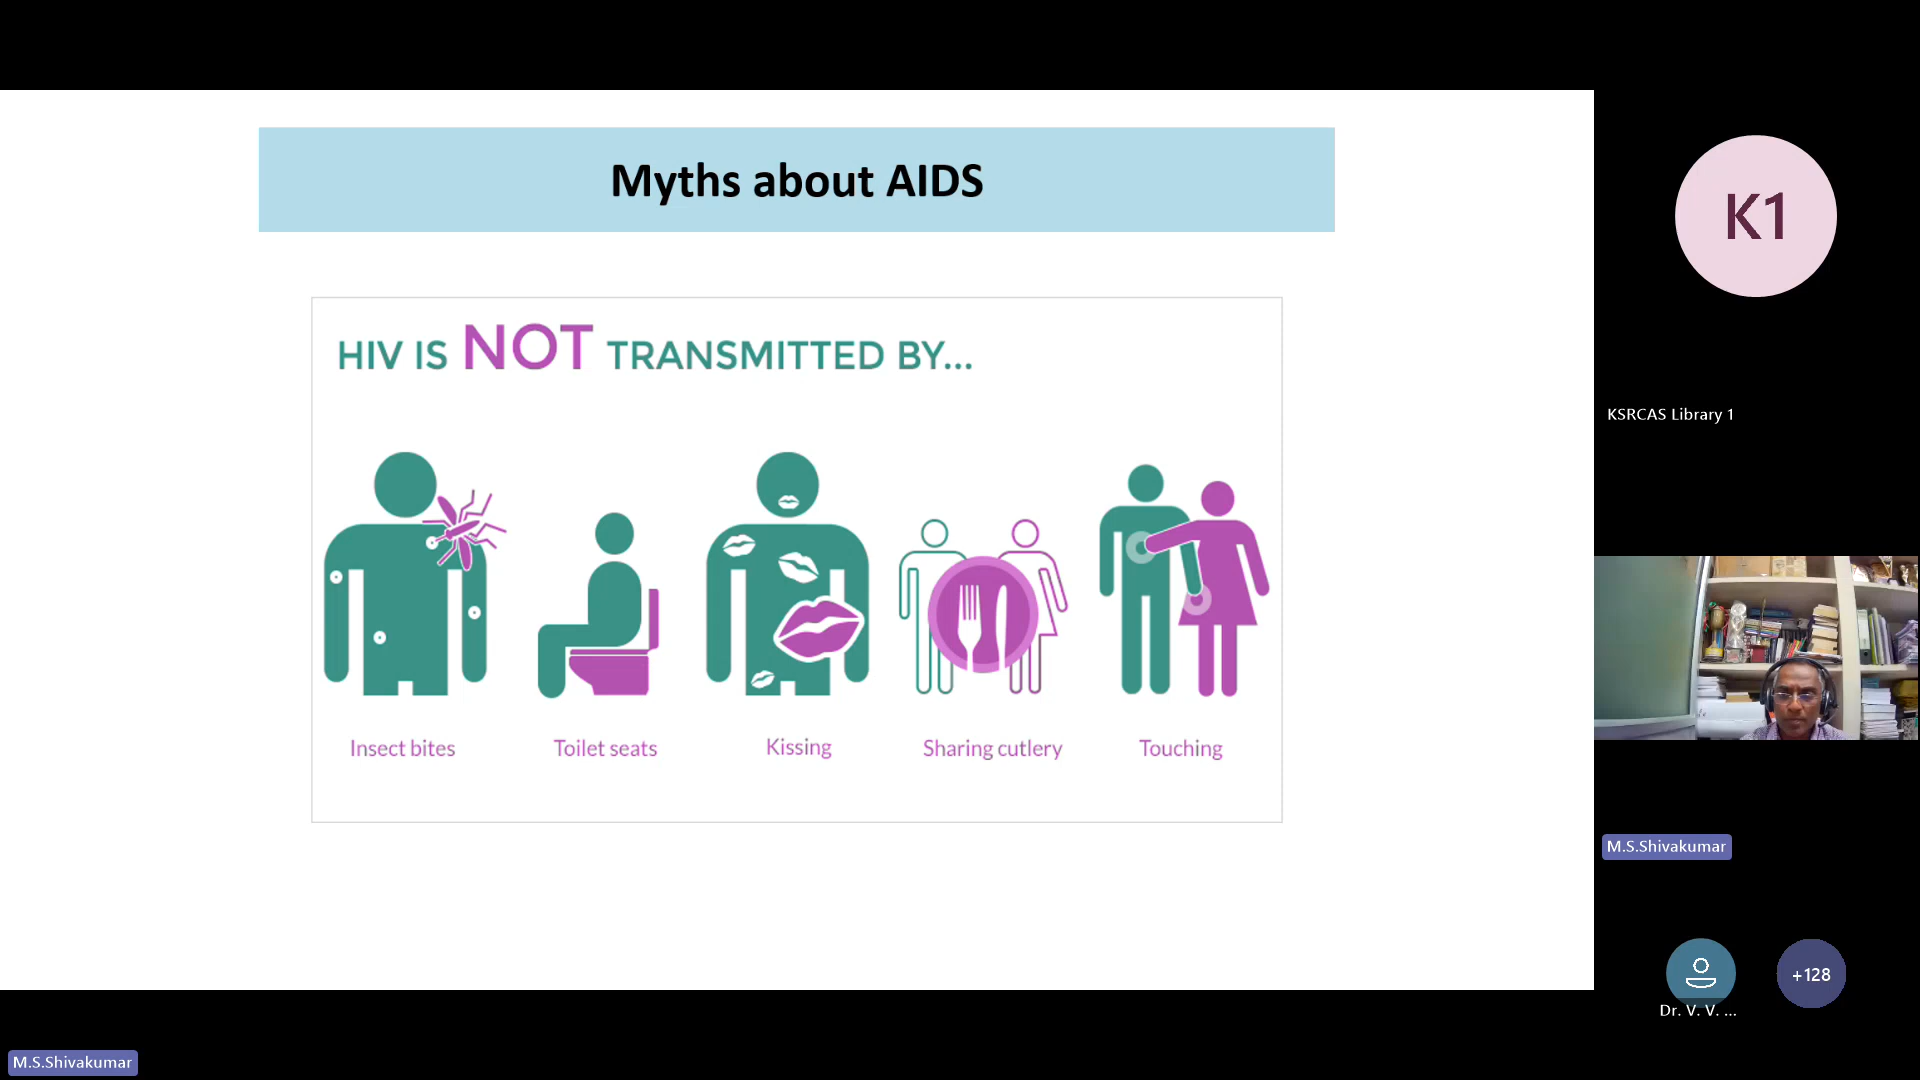 Myths about AIDS
HIV IS NOT TRANSMITTED BY...
Insect bites
Toilet seats
Kissing
Sharing cutlery
Touching
K1
KSRCAS Library 1
M.S.Shivakumar
Dr. V. V. ...
+128
M.S.Shivakumar